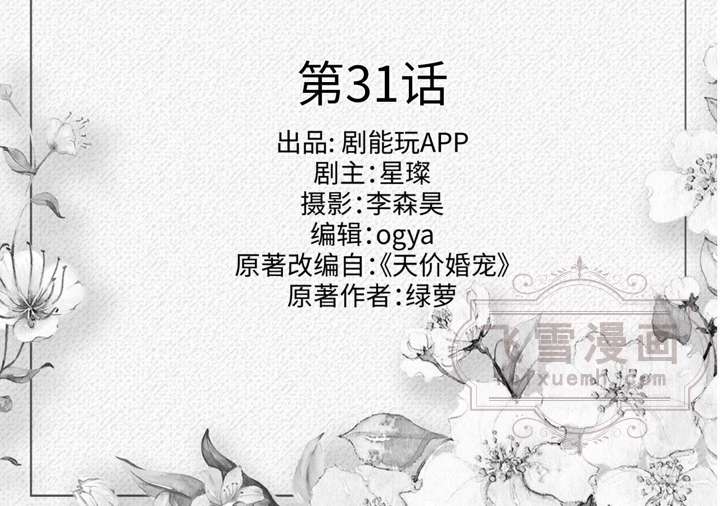 第31话
出品: 剧能玩APP
剧主:星璨
摄影:李森昊
编辑:ogya
原著改编自:《天价婚宠》
原著作者:绿萝
飞雪漫画